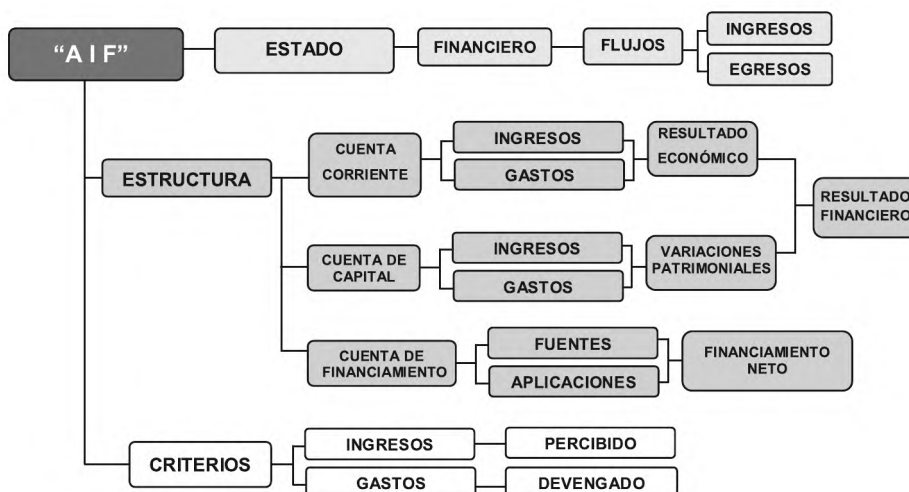 “A I F”
ESTADO
FINANCIERO
FLUJOS
INGRESOS
EGRESOS
ESTRUCTURA
CUENTA
CORRIENTE
INGRESOS
GASTOS
RESULTADO
ECONÓMICO
RESULTADO
FINANCIERO
CUENTA DE
CAPITAL
INGRESOS
GASTOS
VARIACIONES
PATRIMONIALES
CUENTA DE
FINANCIAMIENTO
FUENTES
APLICACIONES
FINANCIAMIENTO
NETO
CRITERIOS
INGRESOS
PERCIBIDO
GASTOS
DEVENGADO